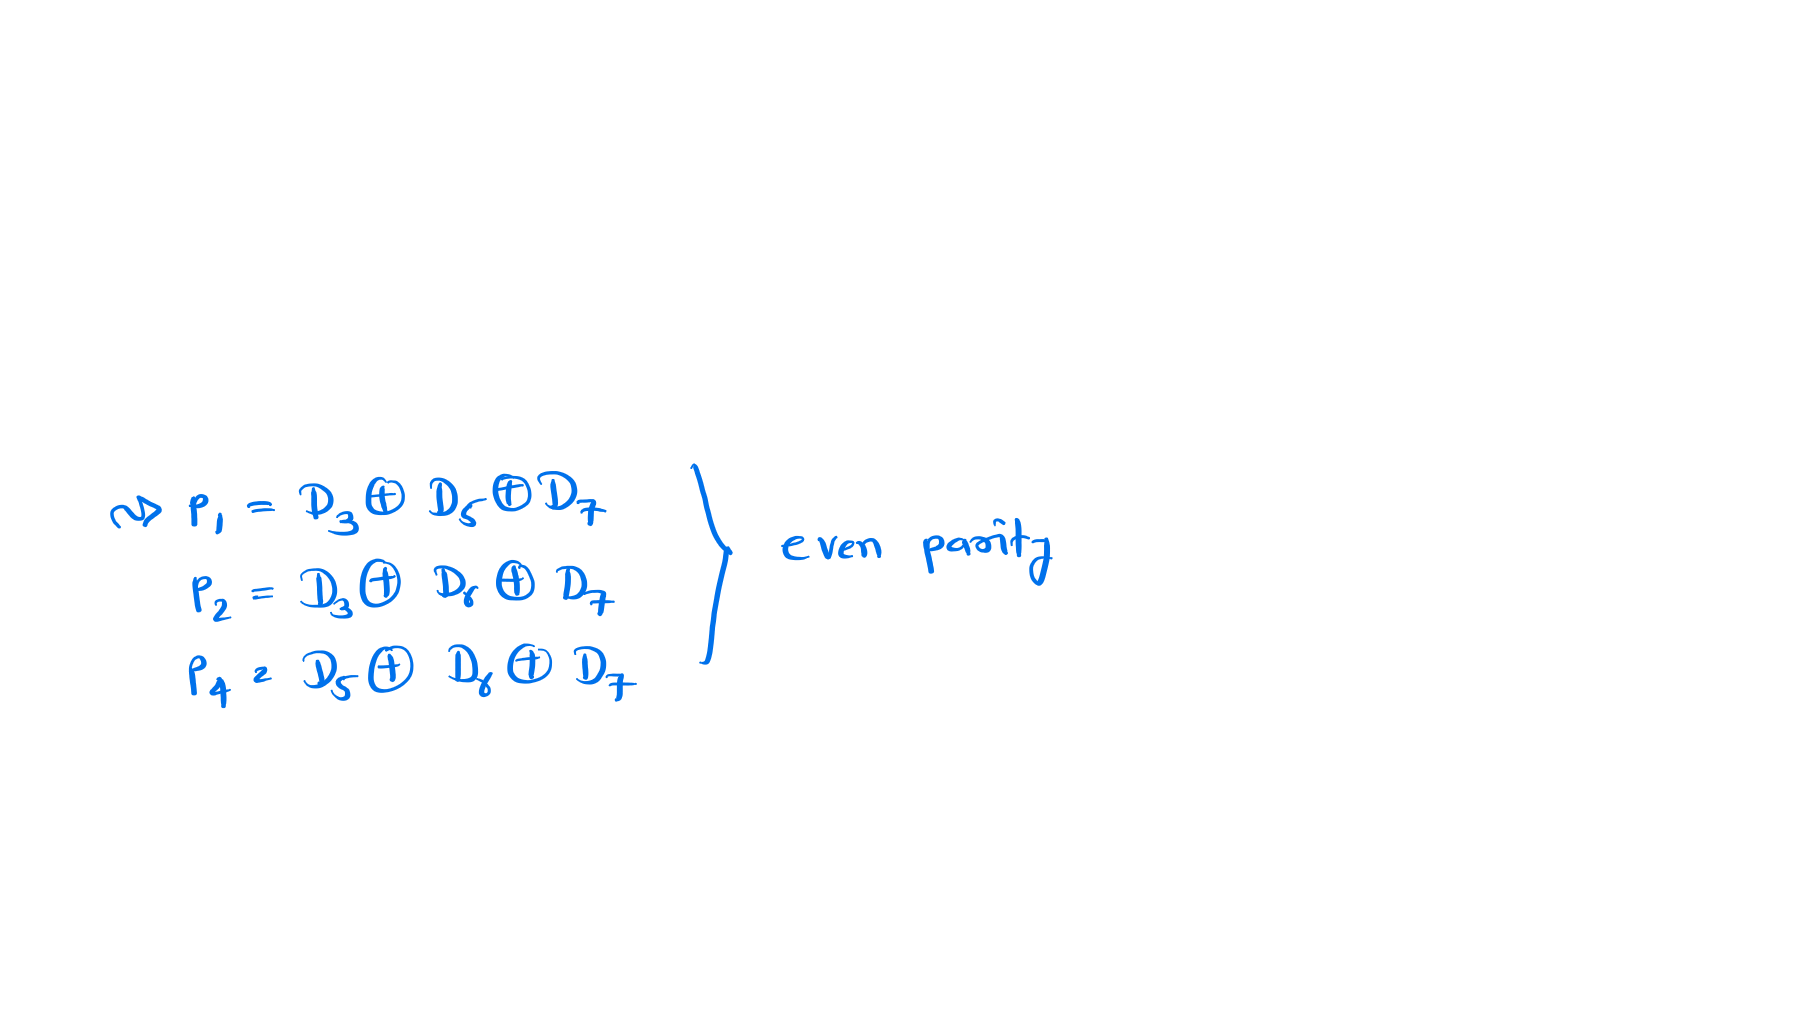 ⇝ P₁ = D₃ ⊕ D₅ ⊕ D₇
P₂ = D₃ ⊕ D₆ ⊕ D₇ } even parity
P₄ = D₅ ⊕ D₆ ⊕ D₇